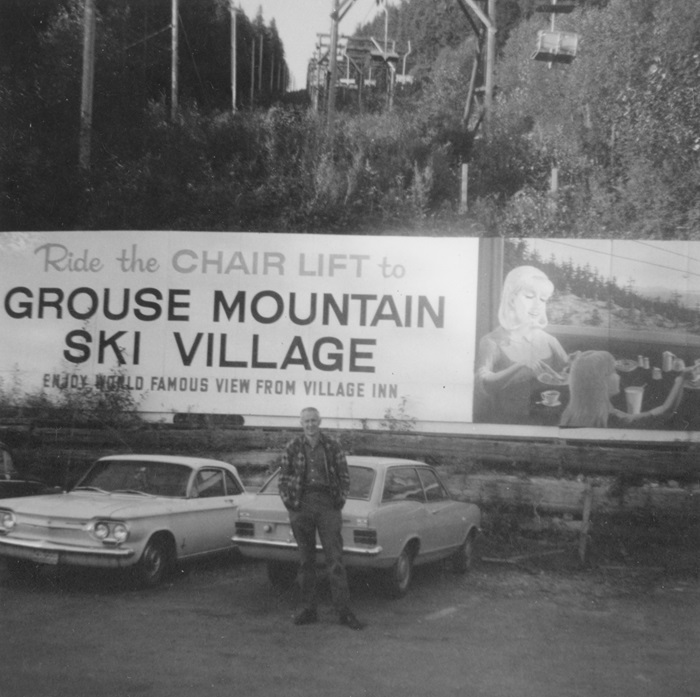 Ride the CHAIR LIFT to
GROUSE MOUNTAIN
SKI VILLAGE
ENJOY WORLD FAMOUS VIEW FROM VILLAGE INN